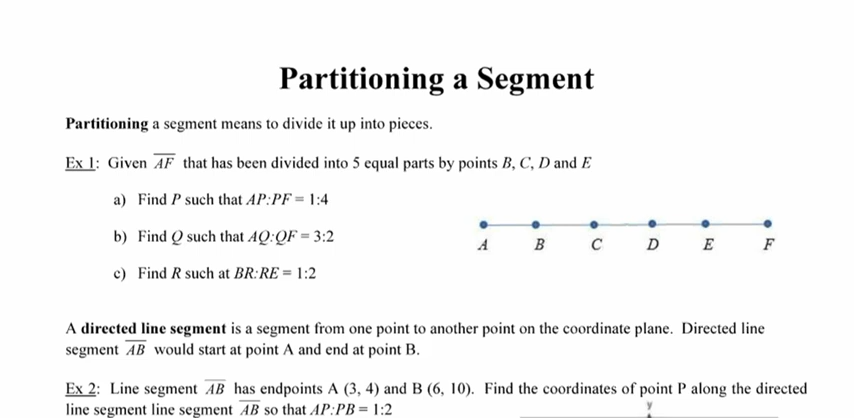 Partitioning a Segment
Partitioning a segment means to divide it up into pieces.
Ex 1: Given AF that has been divided into 5 equal parts by points B, C, D and E
a) Find P such that AP:PF = 1:4
b) Find Q such that AQ:QF = 3:2
c) Find R such at BR:RE = 1:2
A B C D E F
A directed line segment is a segment from one point to another point on the coordinate plane. Directed line
segment AB would start at point A and end at point B.
Ex 2: Line segment AB has endpoints A (3, 4) and B (6, 10). Find the coordinates of point P along the directed
line segment line segment AB so that AP:PB = 1:2
y